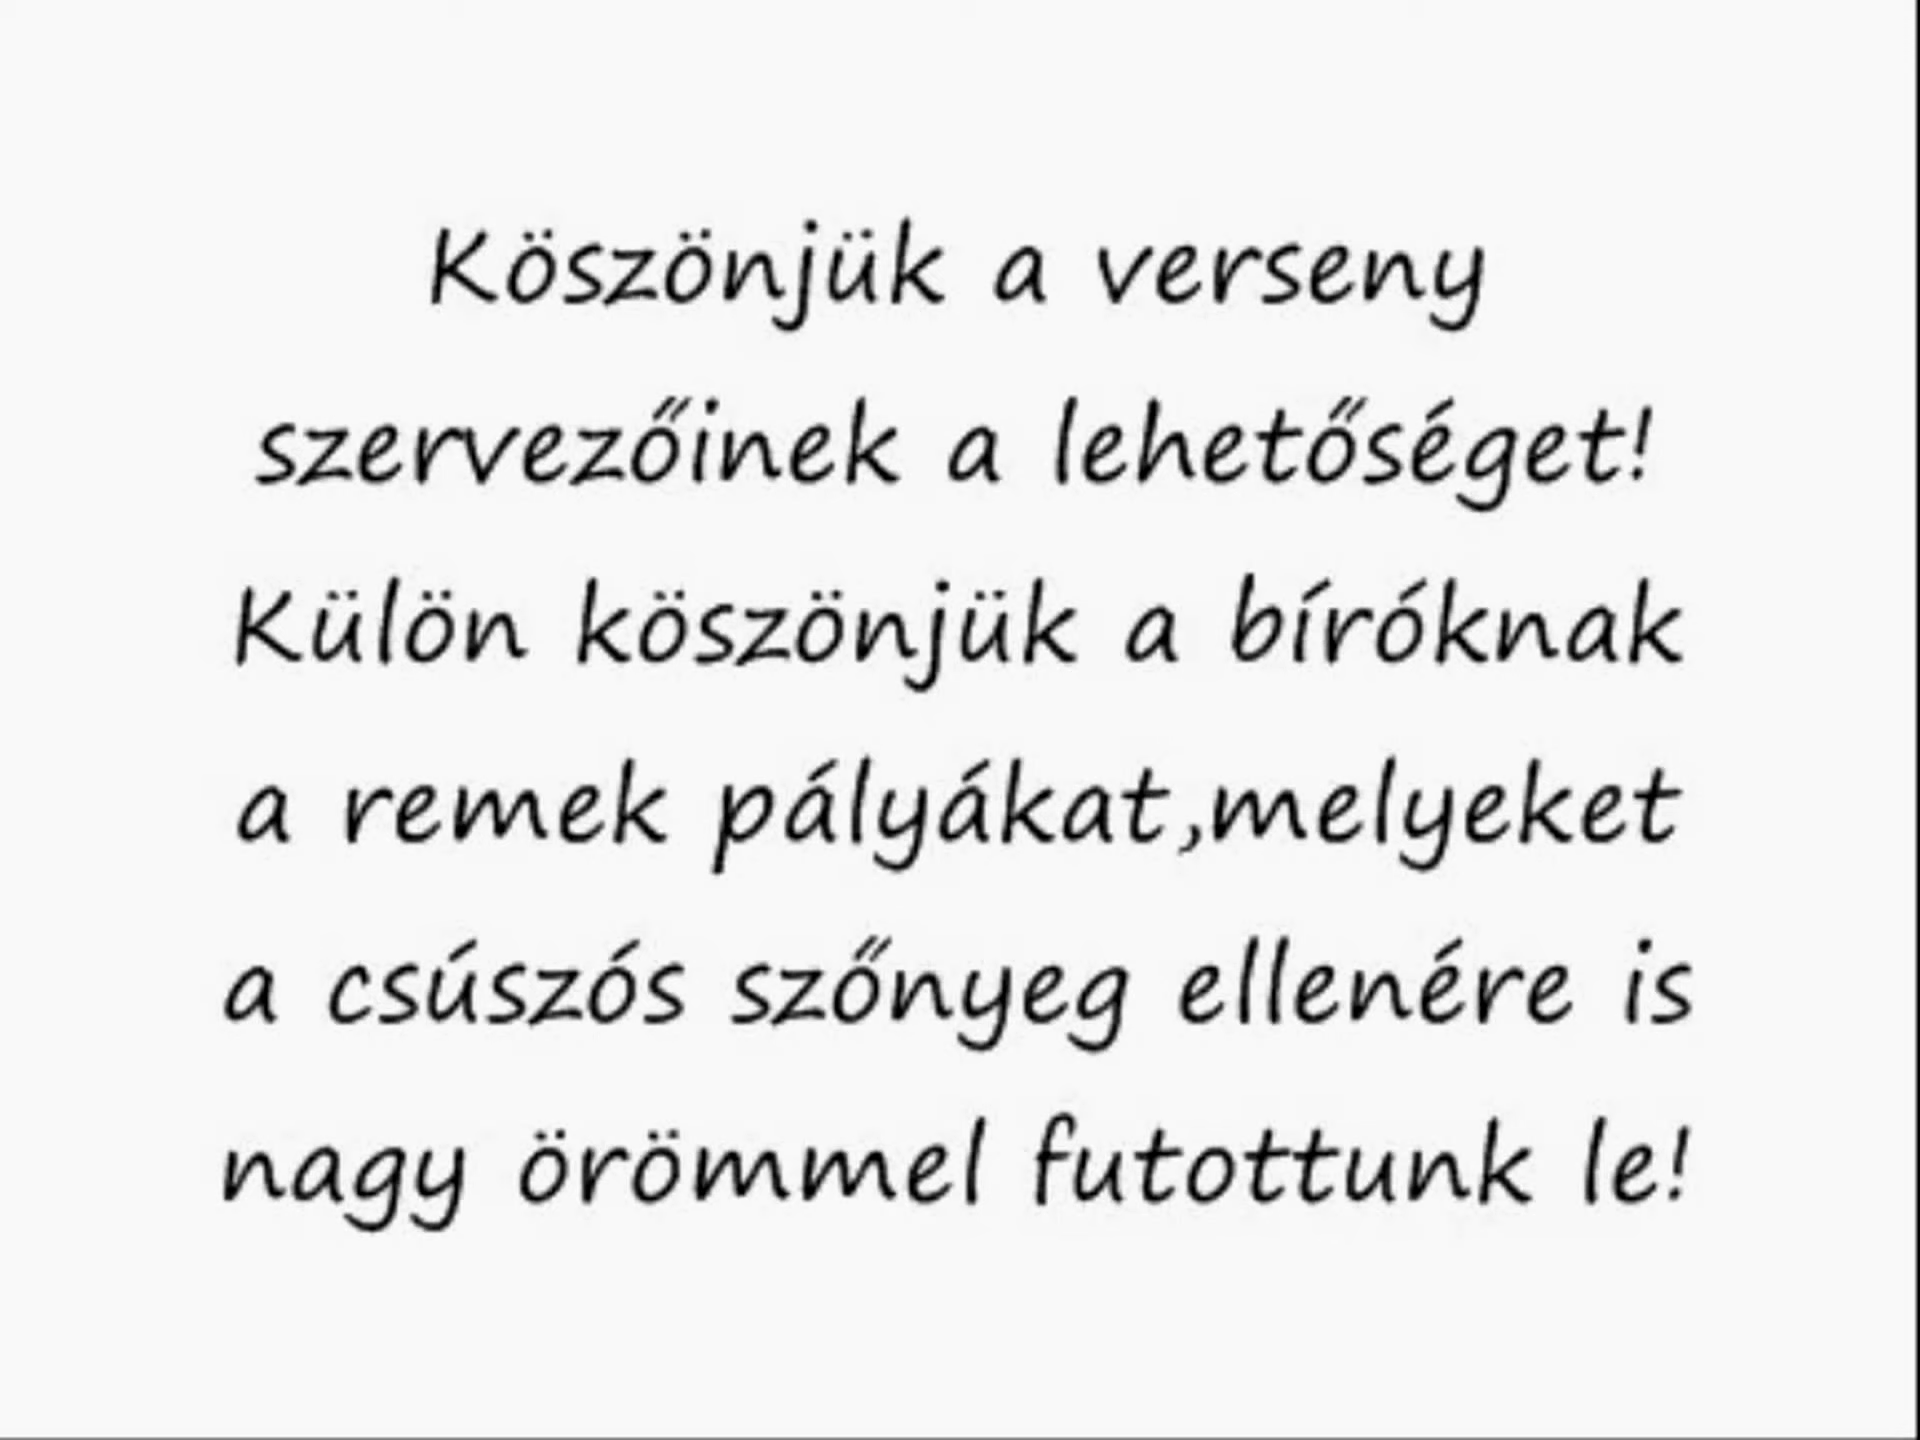 Köszönjük a verseny
szervezőinek a lehetőséget!
Külön köszönjük a bíróknak
a remek pályákat,melyeket
a csúszós szőnyeg ellenére is
nagy örömmel futottunk le!